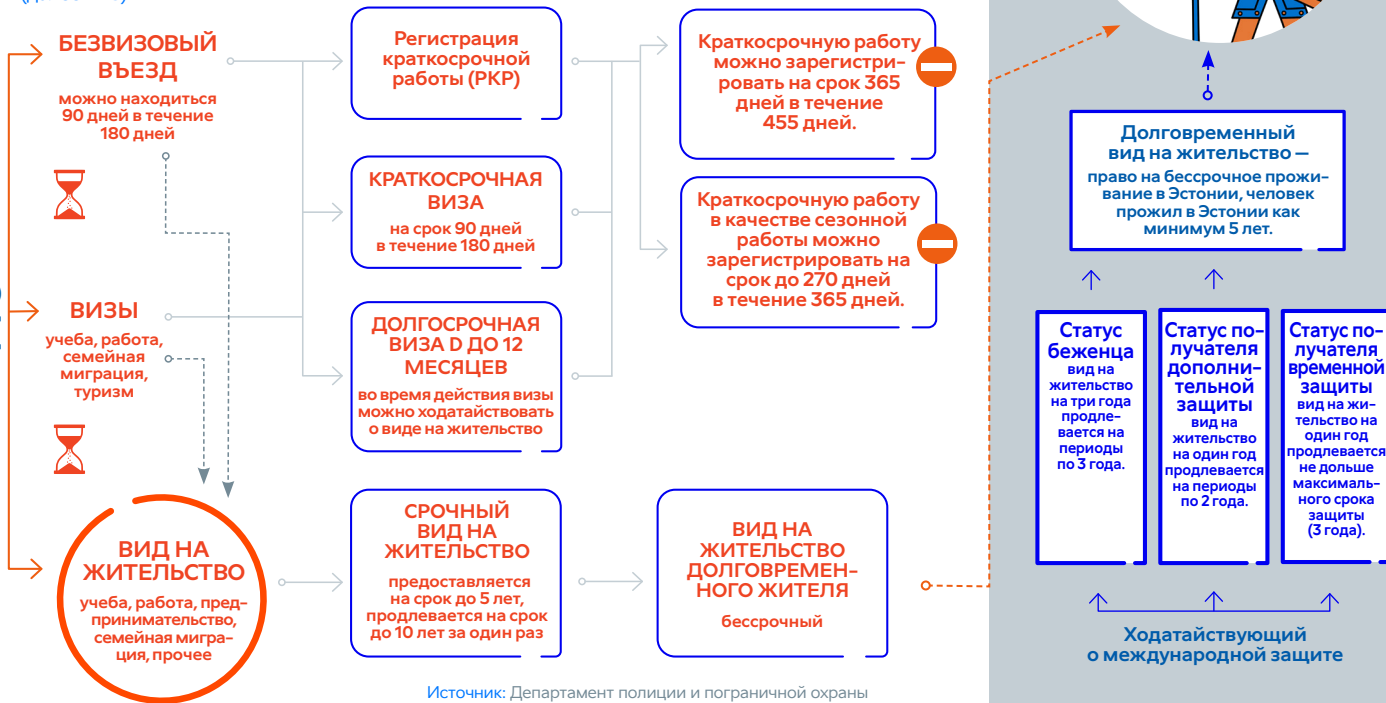 БЕЗВИЗОВЫЙ
ВЪЕЗД
можно находиться
90 дней в течение
180 дней
ВИЗЫ
учеба, работа,
семейная
миграция,
туризм
ВИД НА
ЖИТЕЛЬСТВО
учеба, работа, пред-
принимательство,
семейная мигра-
ция, прочее
Регистрация
краткосрочной
работы (РКР)
КРАТКОСРОЧНАЯ
ВИЗА
на срок 90 дней
в течение 180 дней
ДОЛГОСРОЧНАЯ
ВИЗА D ДО 12
МЕСЯЦЕВ
во время действия визы
можно ходатайствовать
о виде на жительство
СРОЧНЫЙ
ВИД НА
ЖИТЕЛЬСТВО
предоставляется
на срок до 5 лет,
продлевается на срок
до 10 лет за один раз
Краткосрочную работу
можно зарегистри-
ровать на срок 365
дней в течение
455 дней.
Краткосрочную работу
в качестве сезонной
работы можно
зарегистрировать на
срок до 270 дней
в течение 365 дней.
ВИД НА
ЖИТЕЛЬСТВО
ДОЛГОВРЕМЕН-
НОГО ЖИТЕЛЯ
бессрочный
Долговременный
вид на жительство —
право на бессрочное прожи-
вание в Эстонии, человек
прожил в Эстонии как
минимум 5 лет.
Статус
беженца
вид на
жительство
на три года
продле-
вается на
периоды
по 3 года.
Статус по-
лучателя
дополни-
тельной
защиты
вид на
жительство
на один год
продлевается
на периоды
по 2 года.
Статус по-
лучателя
временной
защиты
вид на жи-
тельство на
один год
продлевается
не дольше
максималь-
ного срока
защиты
(3 года).
Ходатайствующий
о международной защите
Источник: Департамент полиции и пограничной охраны